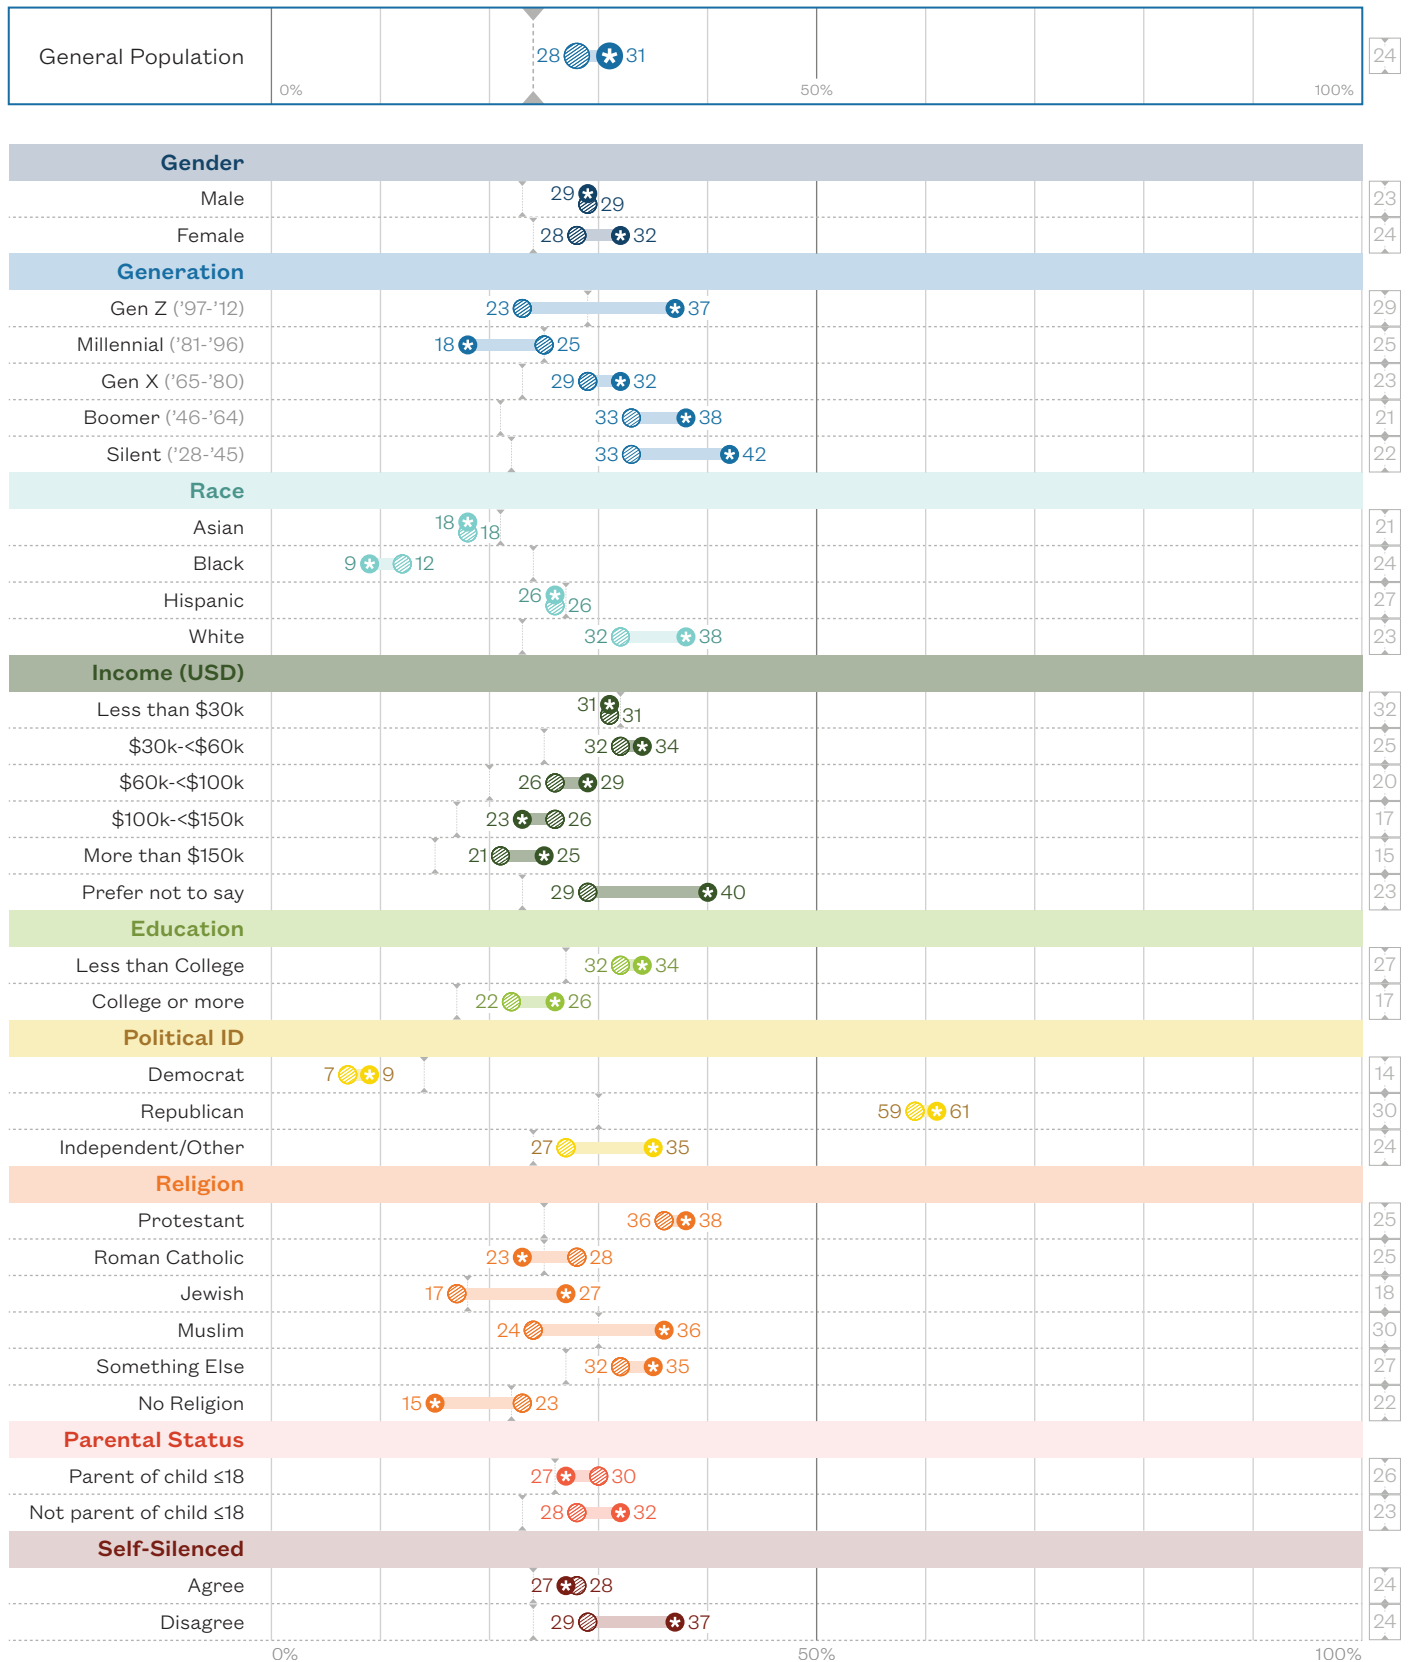 General Population 28 31 24
0% 50% 100%
Gender
Male 29 29 23
Female 28 32 24
Generation
Gen Z (’97-’12) 23 37 29
Millennial (’81-’96) 18 25 25
Gen X (’65-’80) 29 32 23
Boomer (’46-’64) 33 38 21
Silent (’28-’45) 33 42 22
Race
Asian 18 18 21
Black 9 12 24
Hispanic 26 26 27
White 32 38 23
Income (USD)
Less than $30k 31 31 32
$30k-<$60k 32 34 25
$60k-<$100k 26 29 20
$100k-<$150k 23 26 17
More than $150k 21 25 15
Prefer not to say 29 40 23
Education
Less than College 32 34 27
College or more 22 26 17
Political ID
Democrat 7 9 14
Republican 59 61 30
Independent/Other 27 35 24
Religion
Protestant 36 38 25
Roman Catholic 23 28 25
Jewish 17 27 18
Muslim 24 36 30
Something Else 32 35 27
No Religion 15 23 22
Parental Status
Parent of child ≤18 27 30 26
Not parent of child ≤18 28 32 23
Self-Silenced
Agree 27 28 24
Disagree 29 37 24
0% 50% 100%